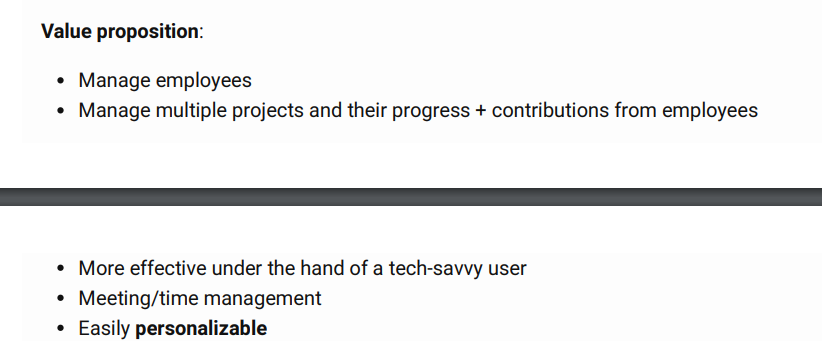 Value proposition:
• Manage employees
• Manage multiple projects and their progress + contributions from employees
• More effective under the hand of a tech-savvy user
• Meeting/time management
• Easily personalizable